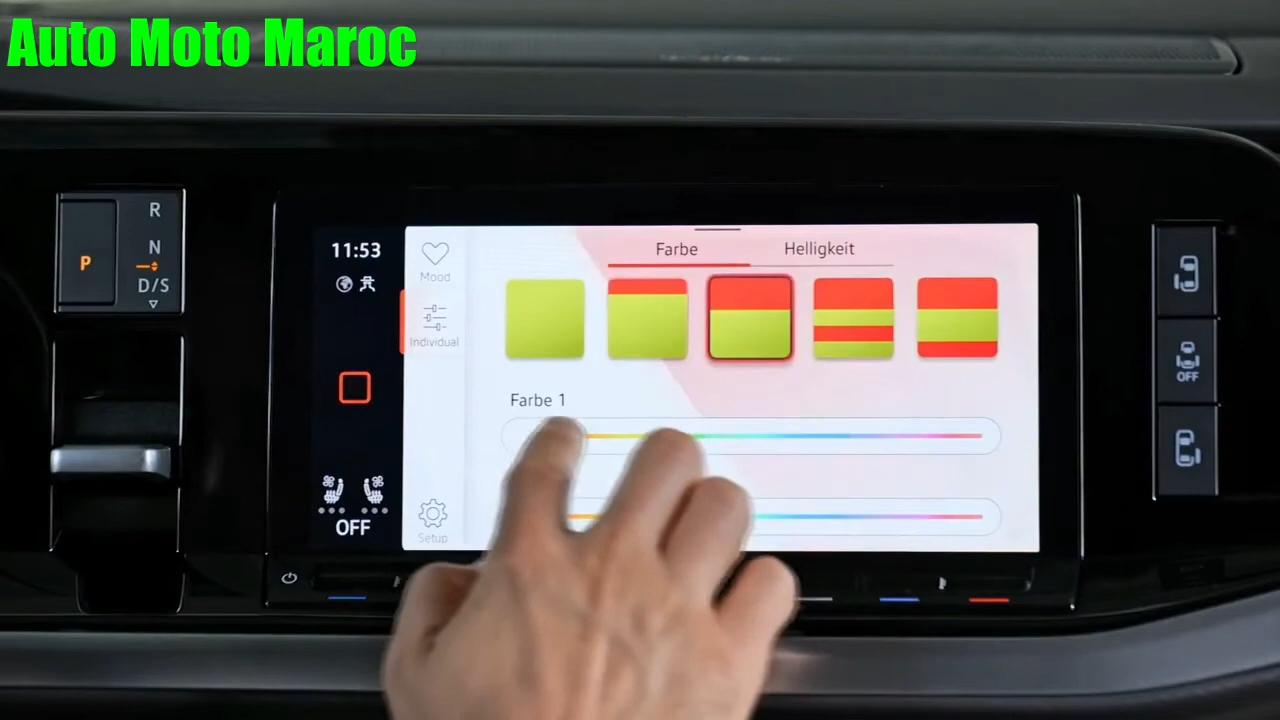 Auto Moto Maroc
R
N
P
D/S
11:53
Mood
Individual
Setup
OFF
Farbe
Helligkeit
Farbe 1
OFF